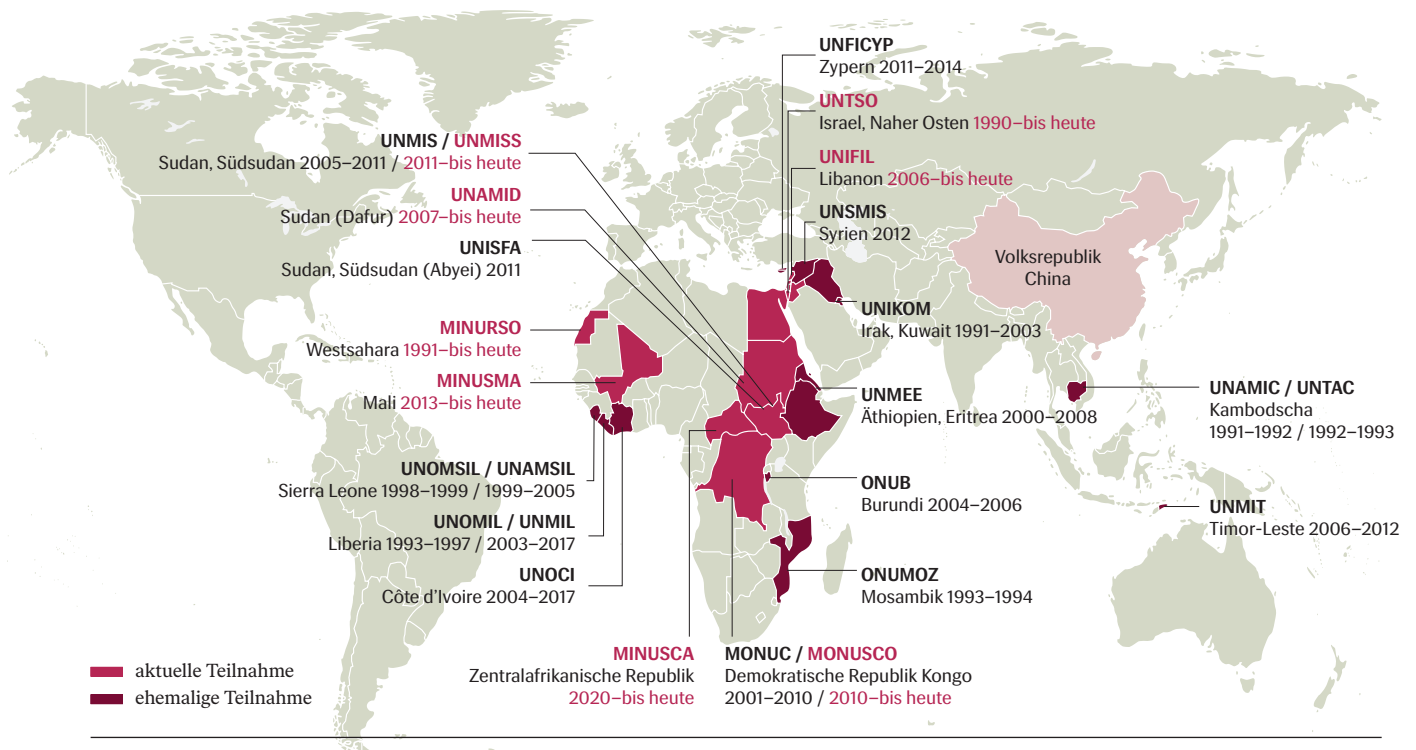 UNFICYP
Zypern 2011–2014
UNTSO
Israel, Naher Osten 1990–bis heute
UNIFIL
Libanon 2006–bis heute
UNSMIS
Syrien 2012
UNMIS / UNMISS
Sudan, Südsudan 2005–2011 / 2011–bis heute
UNAMID
Sudan (Dafur) 2007–bis heute
UNISFA
Sudan, Südsudan (Abyei) 2011
Volksrepublik
China
UNIKOM
Irak, Kuwait 1991–2003
MINURSO
Westsahara 1991–bis heute
MINUSMA
Mali 2013–bis heute
UNMEE
Äthiopien, Eritrea 2000–2008
UNAMIC / UNTAC
Kambodscha
1991–1992 / 1992–1993
UNOMSIL / UNAMSIL
Sierra Leone 1998–1999 / 1999–2005
ONUB
Burundi 2004–2006
UNMIT
Timor-Leste 2006–2012
UNOMIL / UNMIL
Liberia 1993–1997 / 2003–2017
UNOCI
Côte d'Ivoire 2004–2017
ONUMOZ
Mosambik 1993–1994
MINUSCA
Zentralafrikanische Republik
2020–bis heute
MONUC / MONUSCO
Demokratische Republik Kongo
2001–2010 / 2010–bis heute
aktuelle Teilnahme
ehemalige Teilnahme